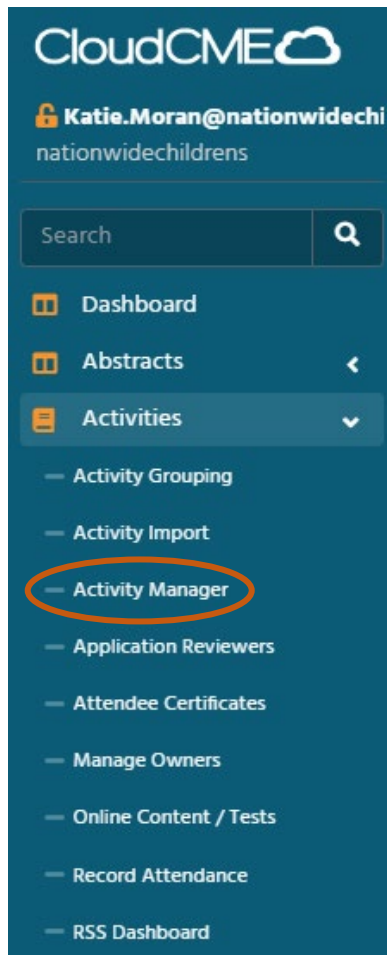 CloudCME
Katie.Moran@nationwidechi
nationwidechildrens
Search
Dashboard
Abstracts
Activities
Activity Grouping
Activity Import
Activity Manager
Application Reviewers
Attendee Certificates
Manage Owners
Online Content / Tests
Record Attendance
RSS Dashboard